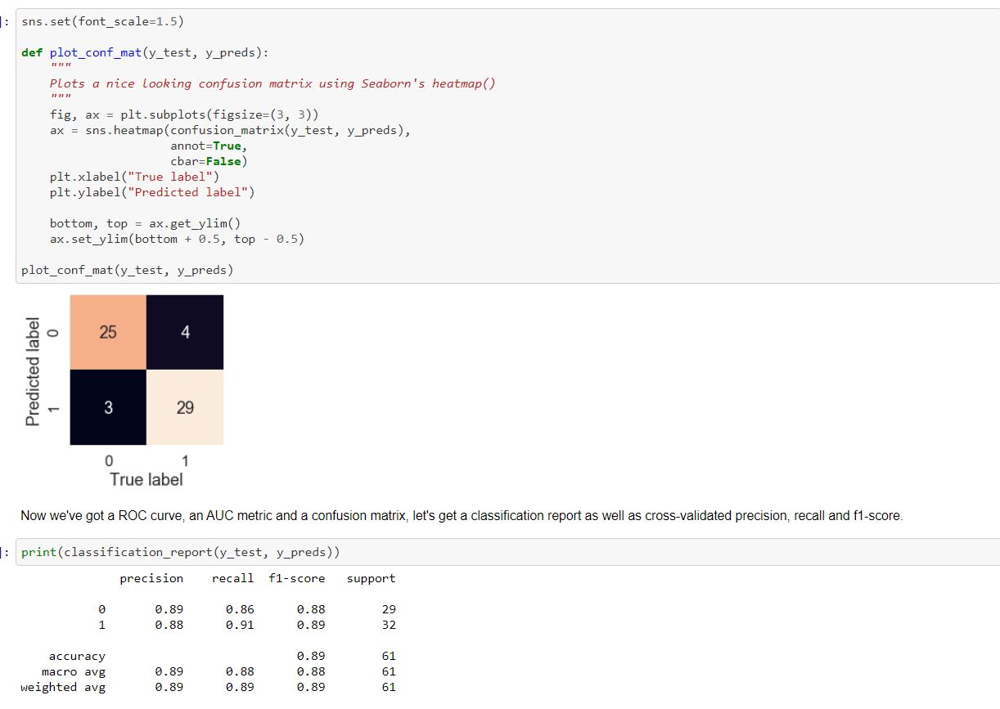 ]:
sns.set(font_scale=1.5)
def plot_conf_mat(y_test, y_preds):
"""
Plots a nice looking confusion matrix using Seaborn's heatmap()
"""
fig, ax = plt.subplots(figsize=(3, 3))
ax = sns.heatmap(confusion_matrix(y_test, y_preds),
annot=True,
cbar=False)
plt.xlabel("True label")
plt.ylabel("Predicted label")
bottom, top = ax.get_ylim()
ax.set_ylim(bottom + 0.5, top - 0.5)
plot_conf_mat(y_test, y_preds)
Predicted label
0 25 4
1 3 29
0 1
True label
Now we've got a ROC curve, an AUC metric and a confusion matrix, let's get a classification report as well as cross-validated precision, recall and f1-score.
]:
print(classification_report(y_test, y_preds))
precision recall f1-score support
0 0.89 0.86 0.88 29
1 0.88 0.91 0.89 32
accuracy 0.89 61
macro avg 0.89 0.88 0.88 61
weighted avg 0.89 0.89 0.89 61